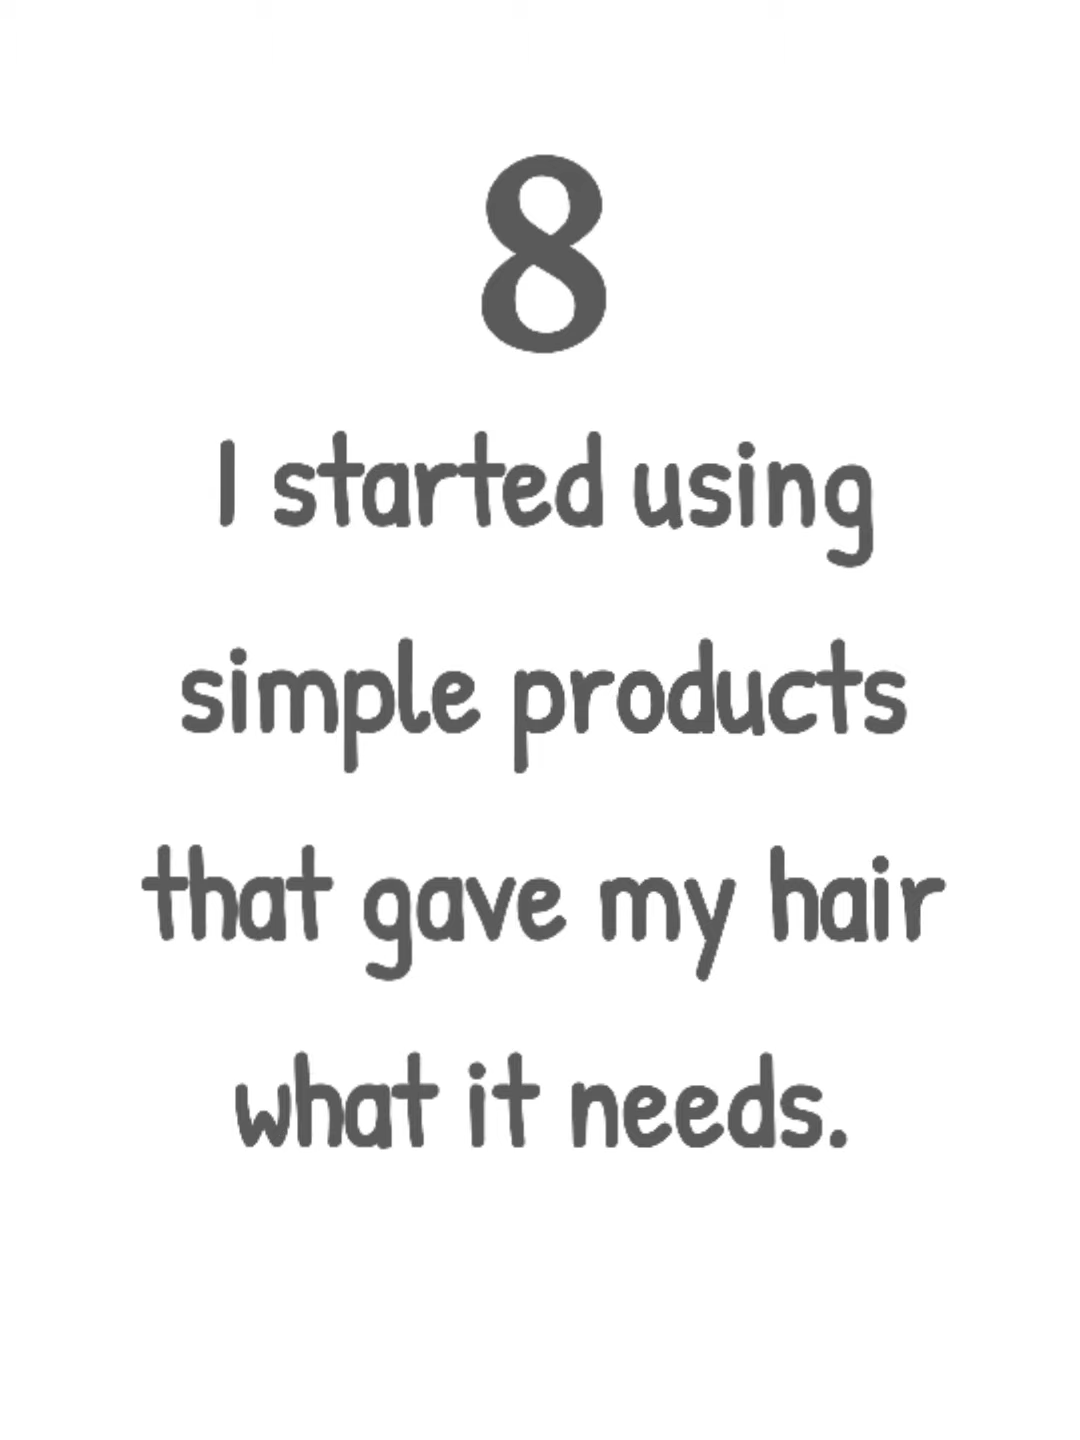 8
I started using
simple products
that gave my hair
what it needs.